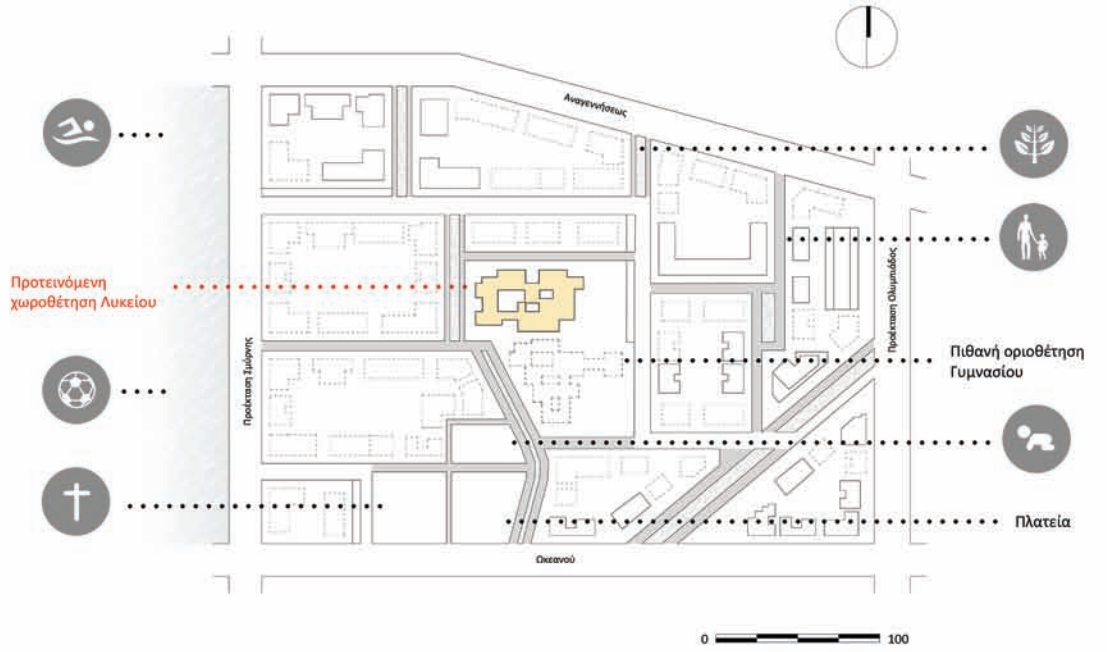 Αναγεννήσεως
Προτεινόμενη
χωροθέτηση Λυκείου
Προέκταση Σμύρνης
Προέκταση Ολυμπιάδος
Πιθανή οριοθέτηση
Γυμνασίου
Πλατεία
Ωκεανού
0 100